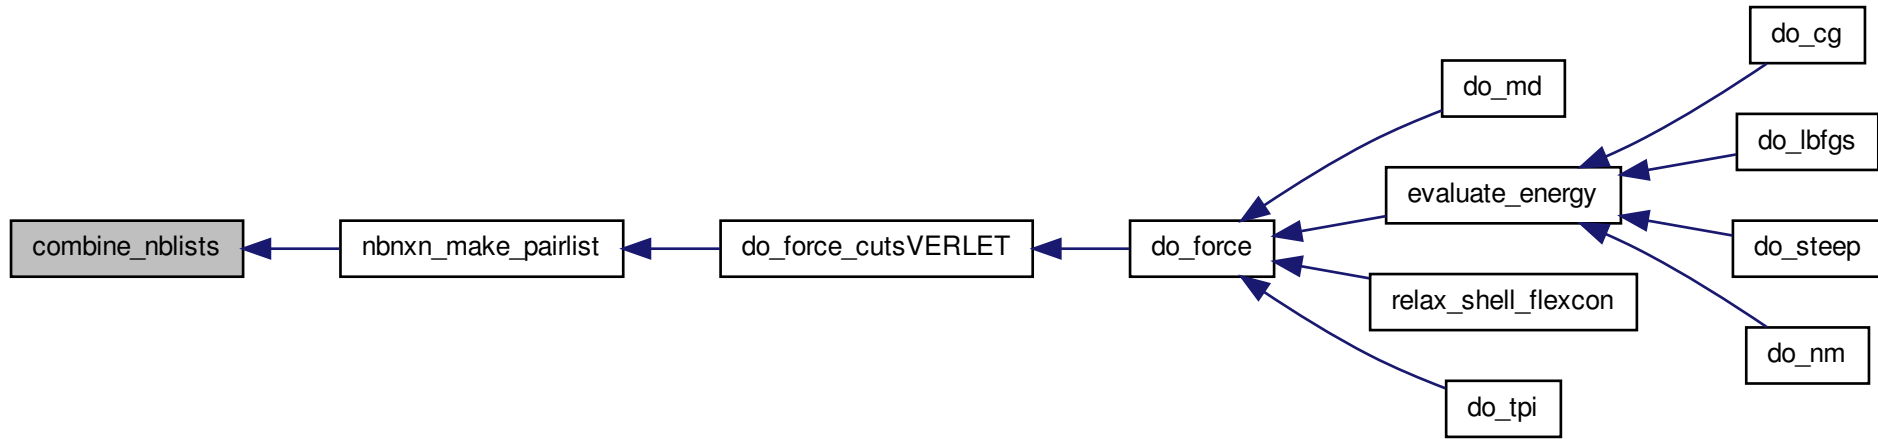 combine_nblists
nbnxn_make_pairlist
do_force_cutsVERLET
do_force
do_md
evaluate_energy
relax_shell_flexcon
do_tpi
do_cg
do_lbfgs
do_steep
do_nm